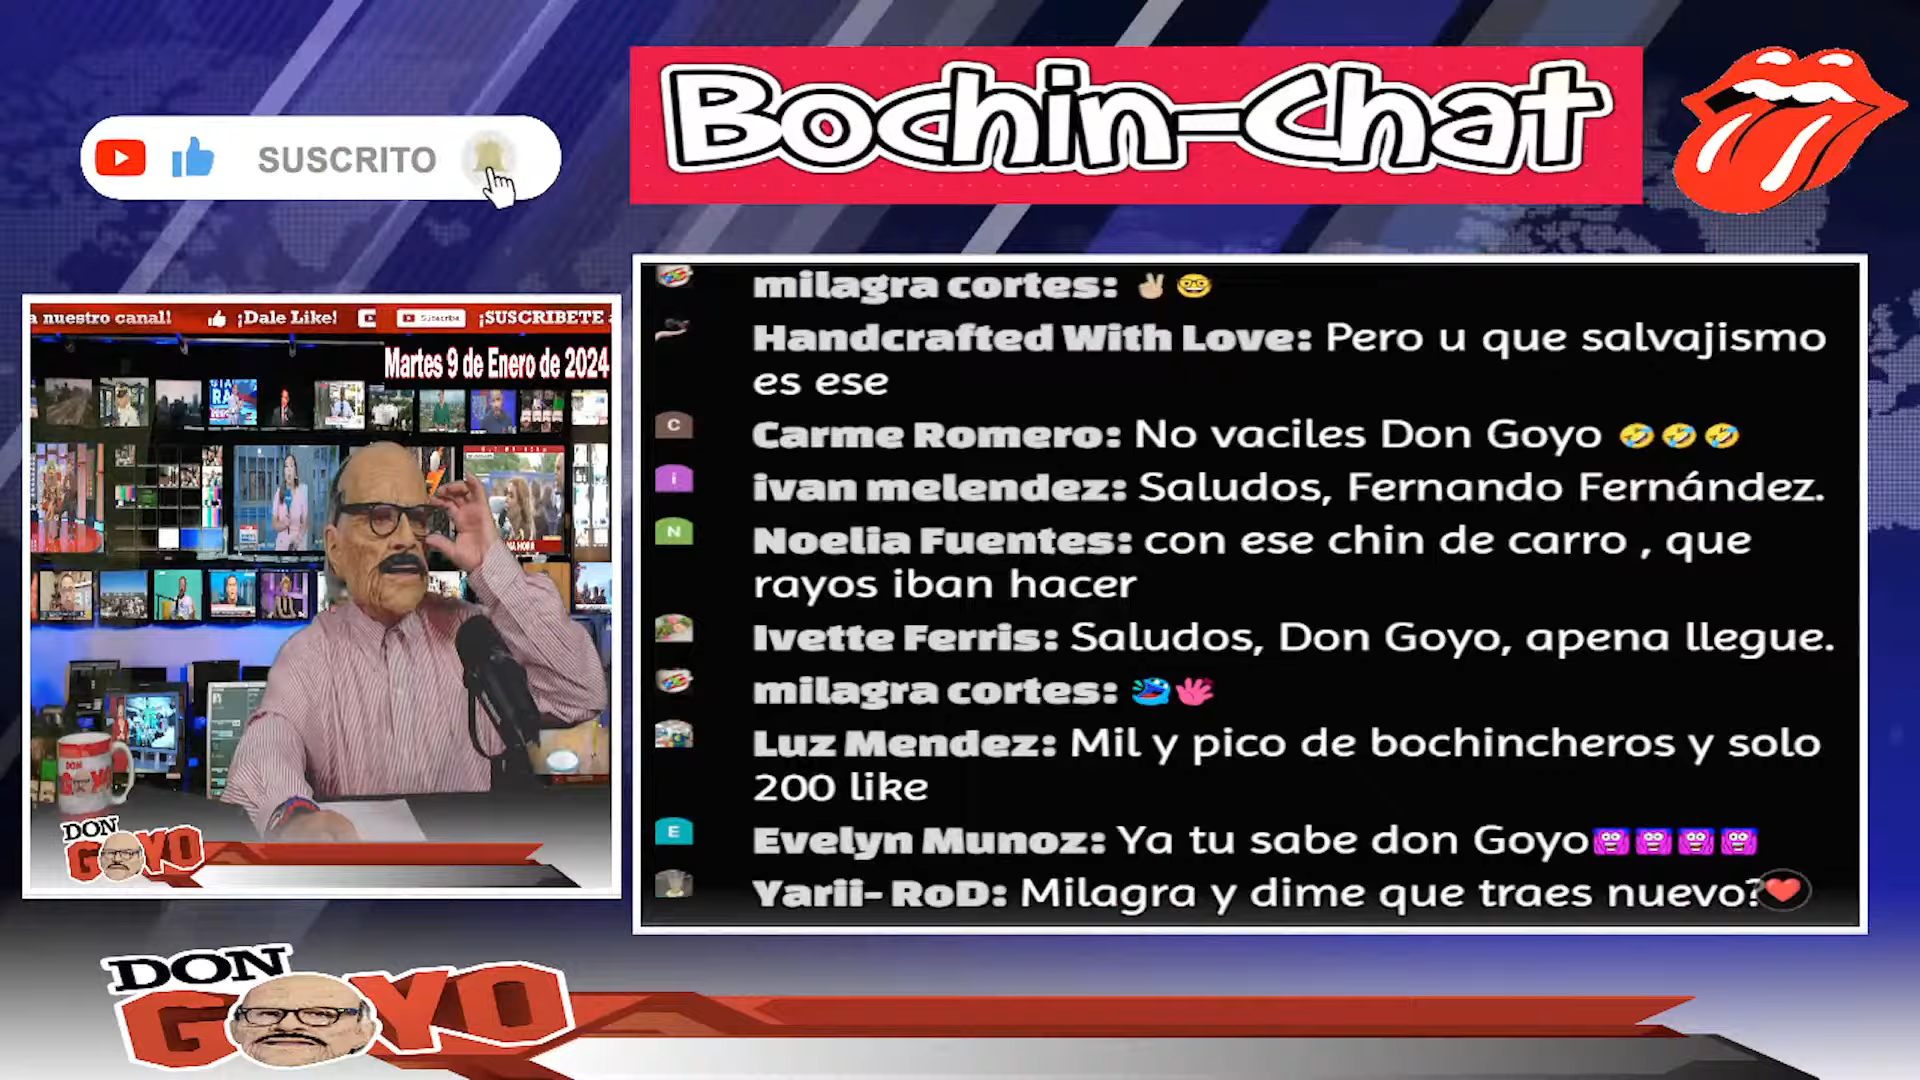 Bochin-Chat
SUSCRITO
a nuestro canal! ¡Dale Like! Subscribe ¡SUSCRIBETE
Martes 9 de Enero de 2024
DON
GOYO
milagra cortes: ✌🏻🤓
Handcrafted With Love: Pero u que salvajismo
es ese
C
Carme Romero: No vaciles Don Goyo 🤣🤣🤣
i
ivan melendez: Saludos, Fernando Fernández.
N
Noelia Fuentes: con ese chin de carro , que
rayos iban hacer
Ivette Ferris: Saludos, Don Goyo, apena llegue.
milagra cortes:
Luz Mendez: Mil y pico de bochincheros y solo
200 like
E
Evelyn Munoz: Ya tu sabe don Goyo
Yarii- RoD: Milagra y dime que traes nuevo?❤
DON
GOYO